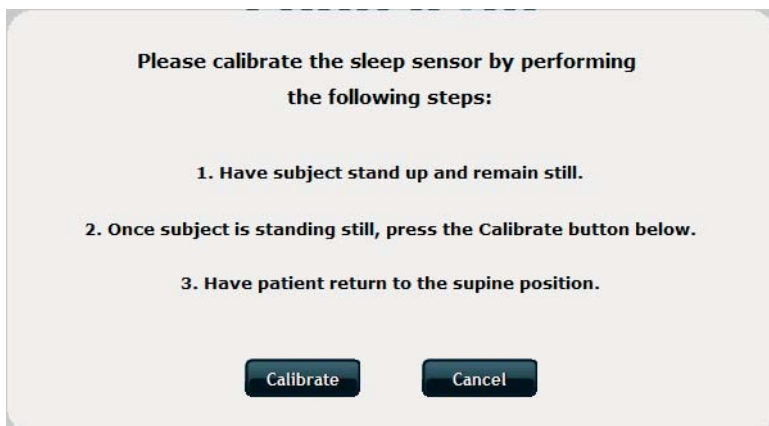 Please calibrate the sleep sensor by performing
the following steps:
1. Have subject stand up and remain still.
2. Once subject is standing still, press the Calibrate button below.
3. Have patient return to the supine position.
Calibrate Cancel